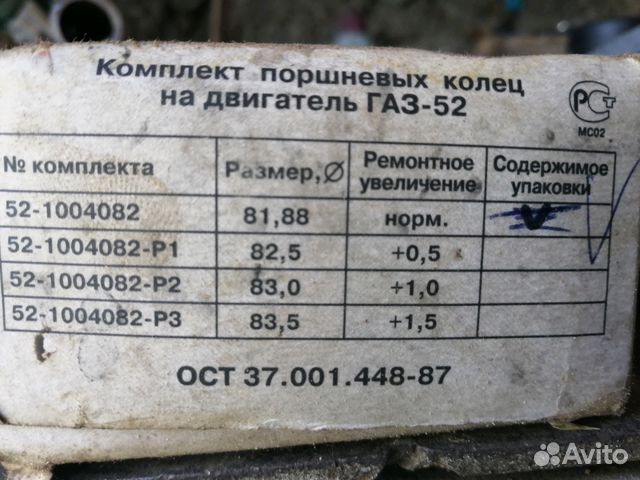 Комплект поршневых колец
на двигатель ГАЗ-52
РСТ
МС02
№ комплекта Размер,Ø Ремонтное увеличение Содержимое упаковки
52-1004082 81,88 норм. V
52-1004082-Р1 82,5 +0,5
52-1004082-Р2 83,0 +1,0
52-1004082-Р3 83,5 +1,5
ОСТ 37.001.448-87
Avito